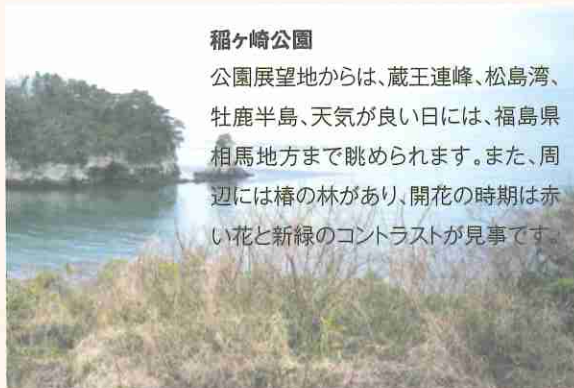 稲ヶ崎公園
公園展望地からは、蔵王連峰、松島湾、
牡鹿半島、天気が良い日には、福島県
相馬地方まで眺められます。また、周
辺には椿の林があり、開花の時期は赤
い花と新緑のコントラストが見事です。